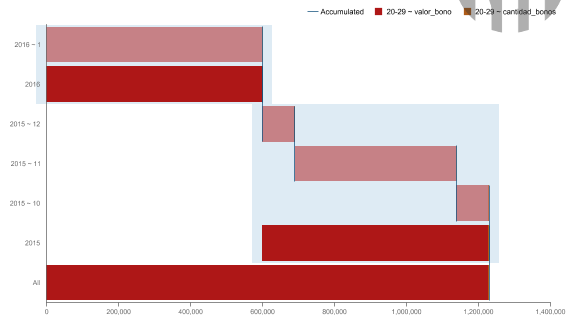 Accumulated 20-29 ~ valor_bono 20-29 ~ cantidad_bonos
2016 ~ 1
2016
2015 ~ 12
2015 ~ 11
2015 ~ 10
2015
All
0 200,000 400,000 600,000 800,000 1,000,000 1,200,000 1,400,000